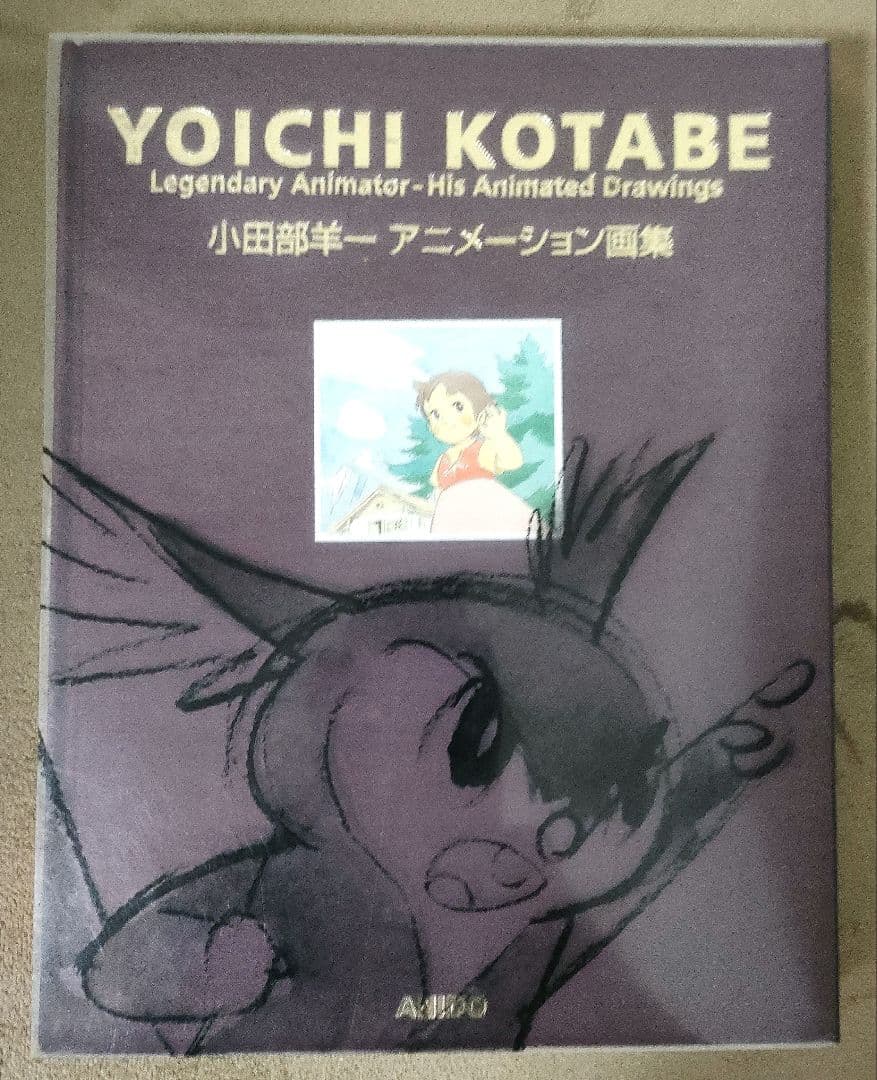 YOICHI KOTABE
Legendary Animator-His Animated Drawings
小田部羊一 アニメーション画集
ANIDO